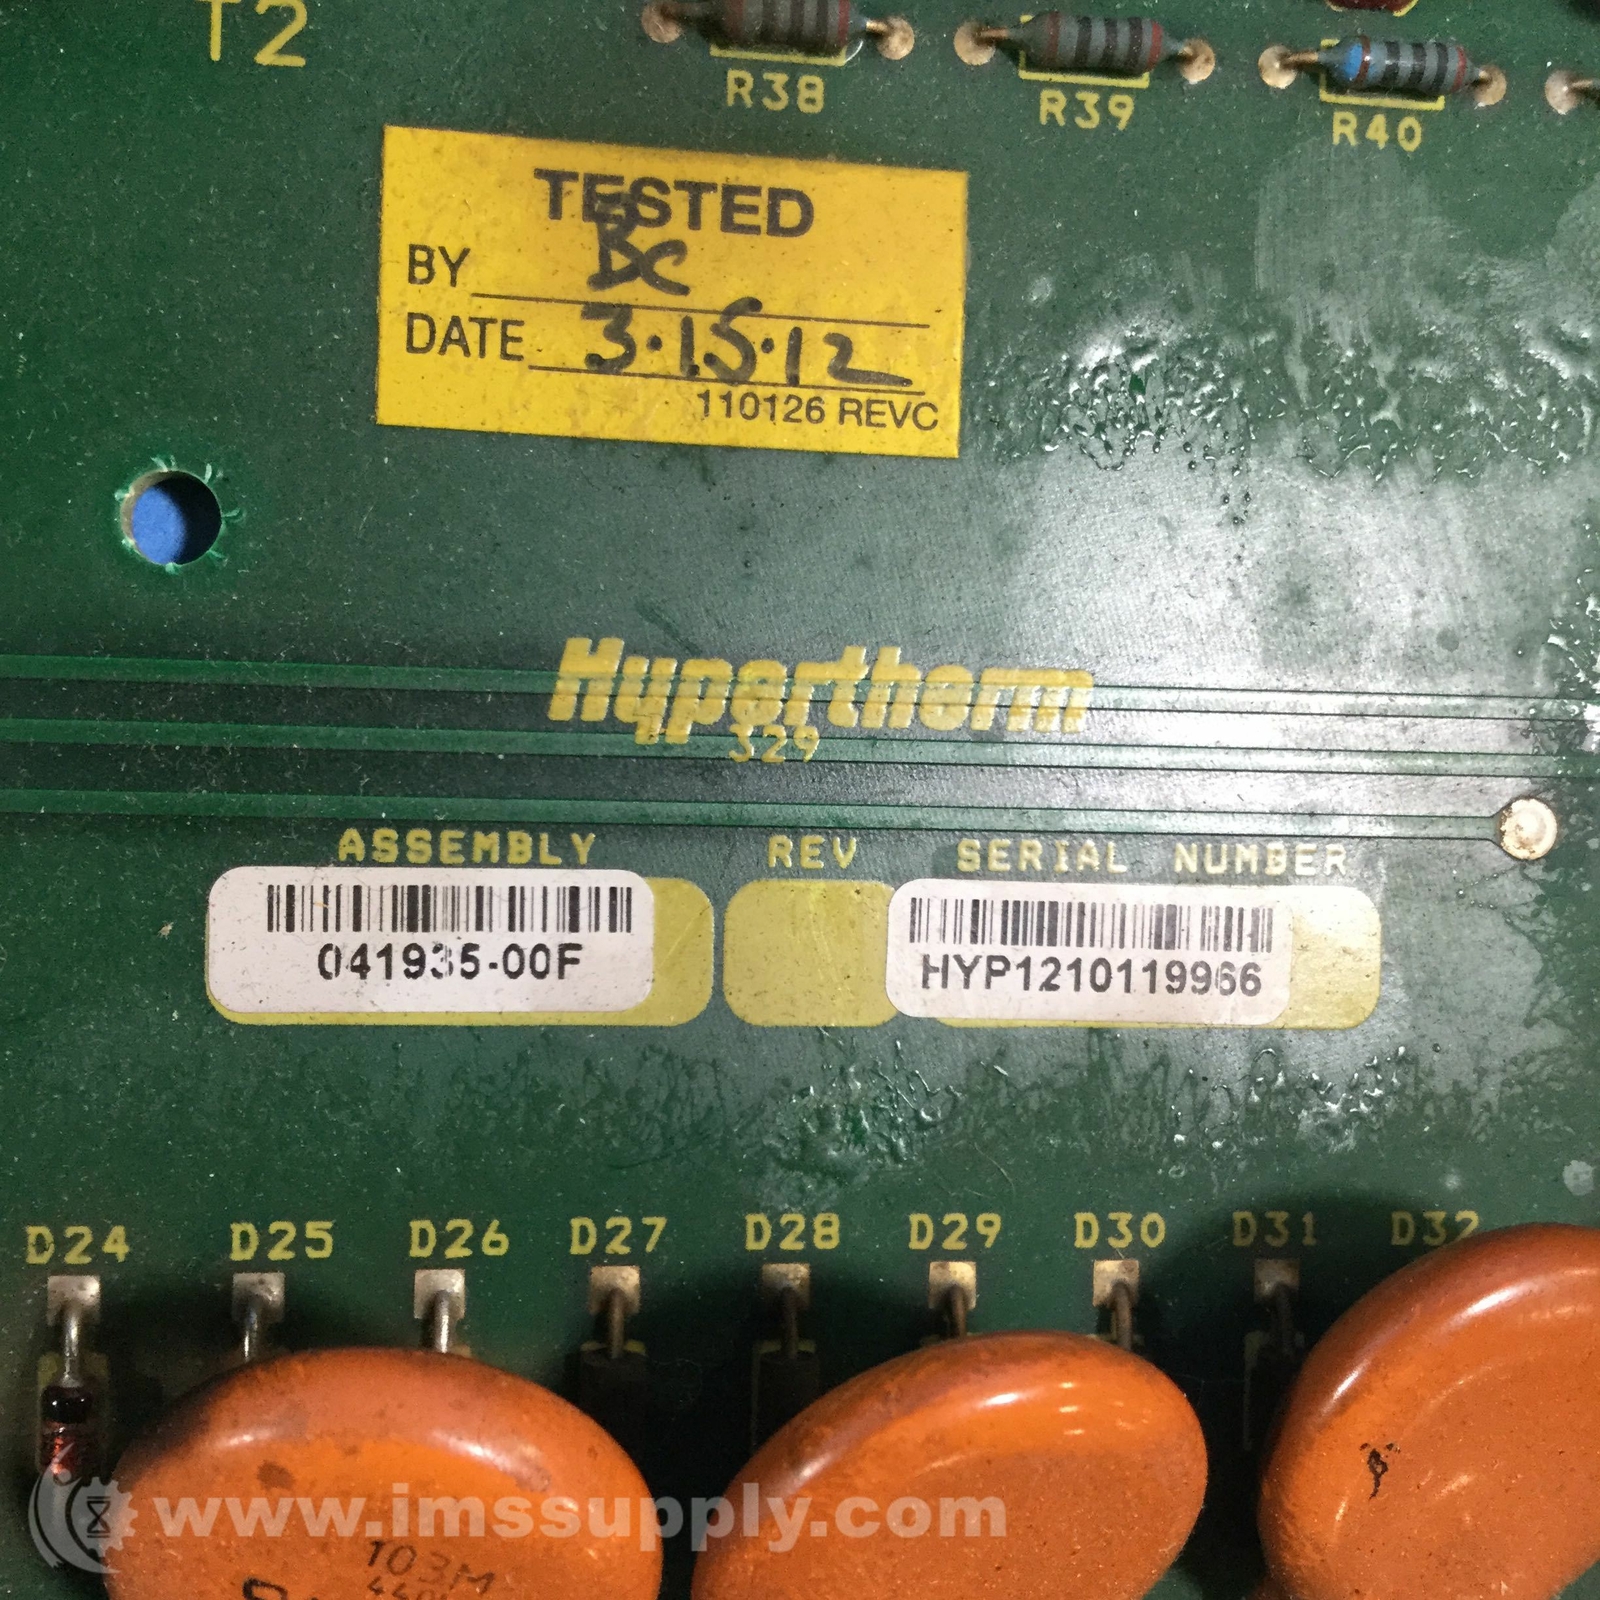 T2
R38
R39
R40
TESTED
BY BC
DATE 3.15.12
110126 REVC
Hypertherm
329
ASSEMBLY
REV
SERIAL NUMBER
041935-00F
HYP1210119966
D24
D25
D26
D27
D28
D29
D30
D31
D32
www.imssupply.com
103M